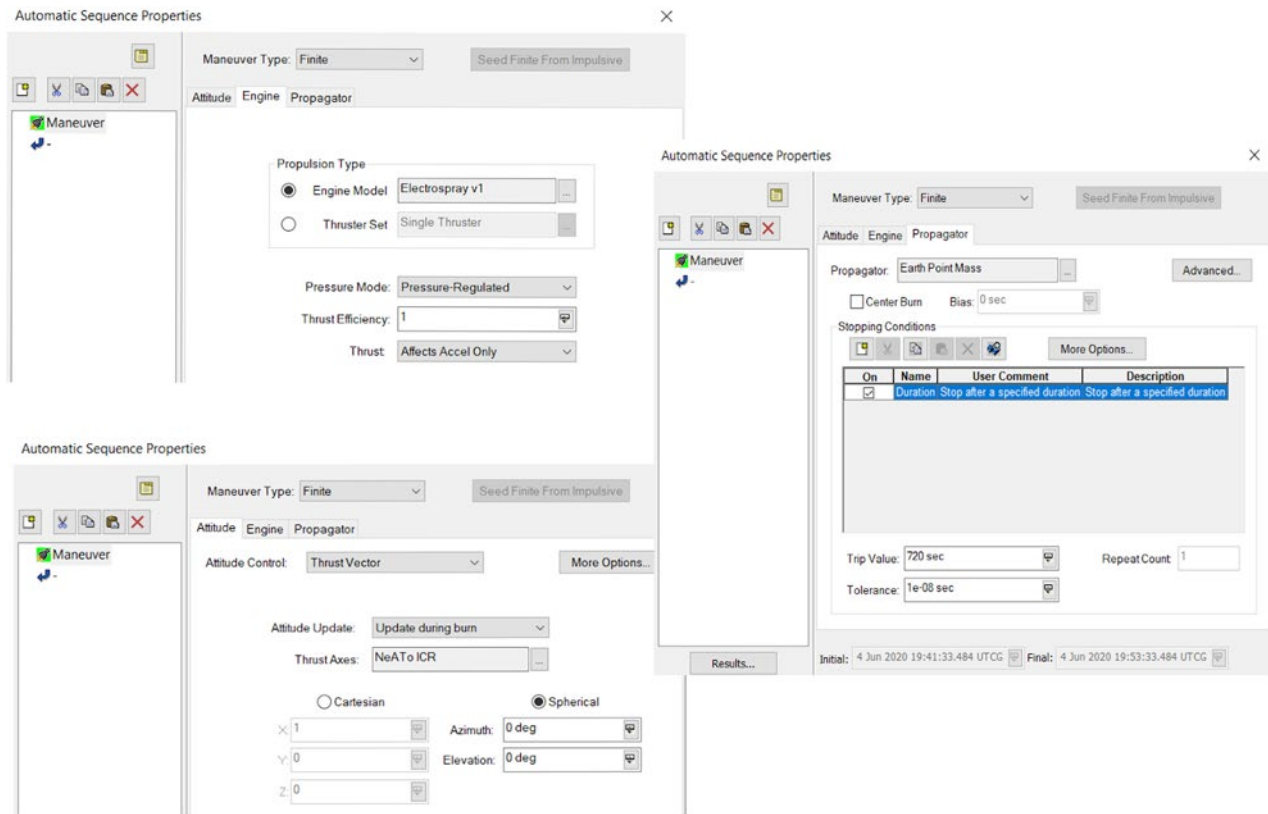 Automatic Sequence Properties
Maneuver Type: Finite
Seed Finite From Impulsive
Maneuver
-
Attitude Engine Propagator
Propulsion Type
Engine Model Electrospray v1 ...
Thruster Set Single Thruster ...
Pressure Mode: Pressure-Regulated
Thrust Efficiency: 1
Thrust: Affects Accel Only
Automatic Sequence Properties
Maneuver Type: Finite
Seed Finite From Impulsive
Maneuver
-
Attitude Engine Propagator
Propagator: Earth Point Mass ...
Advanced...
Center Burn Bias: 0 sec
Stopping Conditions
More Options...
On Name User Comment Description
Duration Stop after a specified duration Stop after a specified duration
Trip Value: 720 sec
Repeat Count: 1
Tolerance: 1e-08 sec
Results...
Initial: 4 Jun 2020 19:41:33.484 UTCG Final: 4 Jun 2020 19:53:33.484 UTCG
Automatic Sequence Properties
Maneuver Type: Finite
Seed Finite From Impulsive
Maneuver
-
Attitude Engine Propagator
Attitude Control: Thrust Vector
More Options...
Attitude Update: Update during burn
Thrust Axes: NeATo ICR ...
Cartesian Spherical
X: 1 Azimuth: 0 deg
Y: 0 Elevation: 0 deg
Z: 0